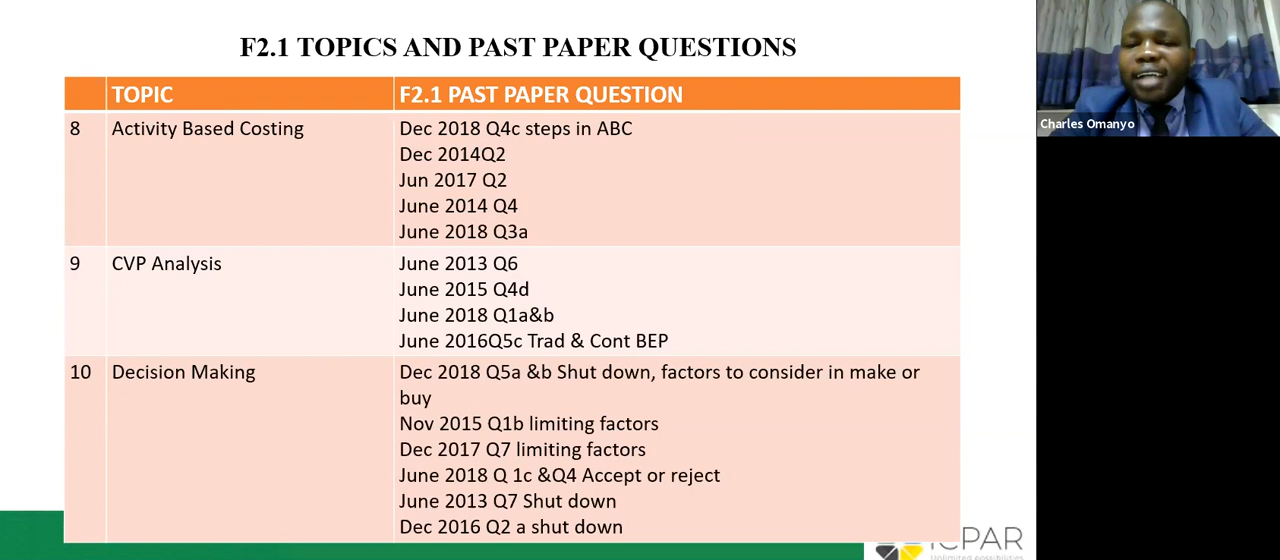 F2.1 TOPICS AND PAST PAPER QUESTIONS
TOPIC
F2.1 PAST PAPER QUESTION
8
Activity Based Costing
Dec 2018 Q4c steps in ABC
Dec 2014Q2
Jun 2017 Q2
June 2014 Q4
June 2018 Q3a
9
CVP Analysis
June 2013 Q6
June 2015 Q4d
June 2018 Q1a&b
June 2016Q5c Trad & Cont BEP
10
Decision Making
Dec 2018 Q5a &b Shut down, factors to consider in make or
buy
Nov 2015 Q1b limiting factors
Dec 2017 Q7 limiting factors
June 2018 Q 1c &Q4 Accept or reject
June 2013 Q7 Shut down
Dec 2016 Q2 a shut down
Charles Omanyo
ICPAR
Unlimited possibilities